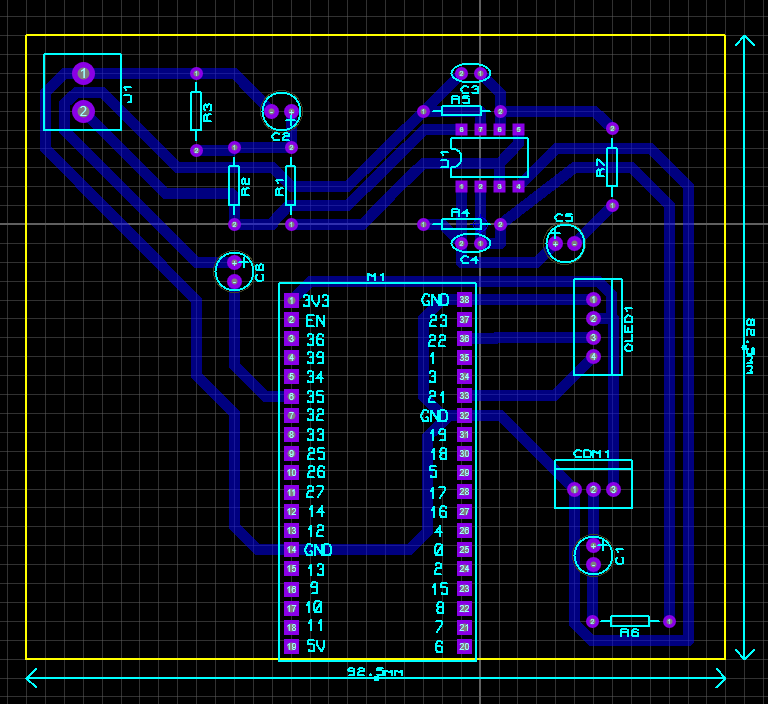 1
J1
2
R3
C2
C3
R5
8 7 6 5
U1
1 2 3 4
R7
R2
R1
R4
C4
C5
C6
M1
1 3V3 GND 38
2 EN 23 37
3 36 22 36
4 39 1 35
5 34 3 34
6 35 21 33
7 32 GND 32
8 33 19 31
9 25 18 30
10 26 5 29
11 27 17 28
12 14 16 27
13 12 4 26
14 GND 0 25
15 13 2 24
16 9 15 23
17 10 8 22
18 11 7 21
19 5V 6 20
1
2
3
4
OLED1
82.5mm
CDM1
1 2 3
C1
2 1
R6
92.5MM